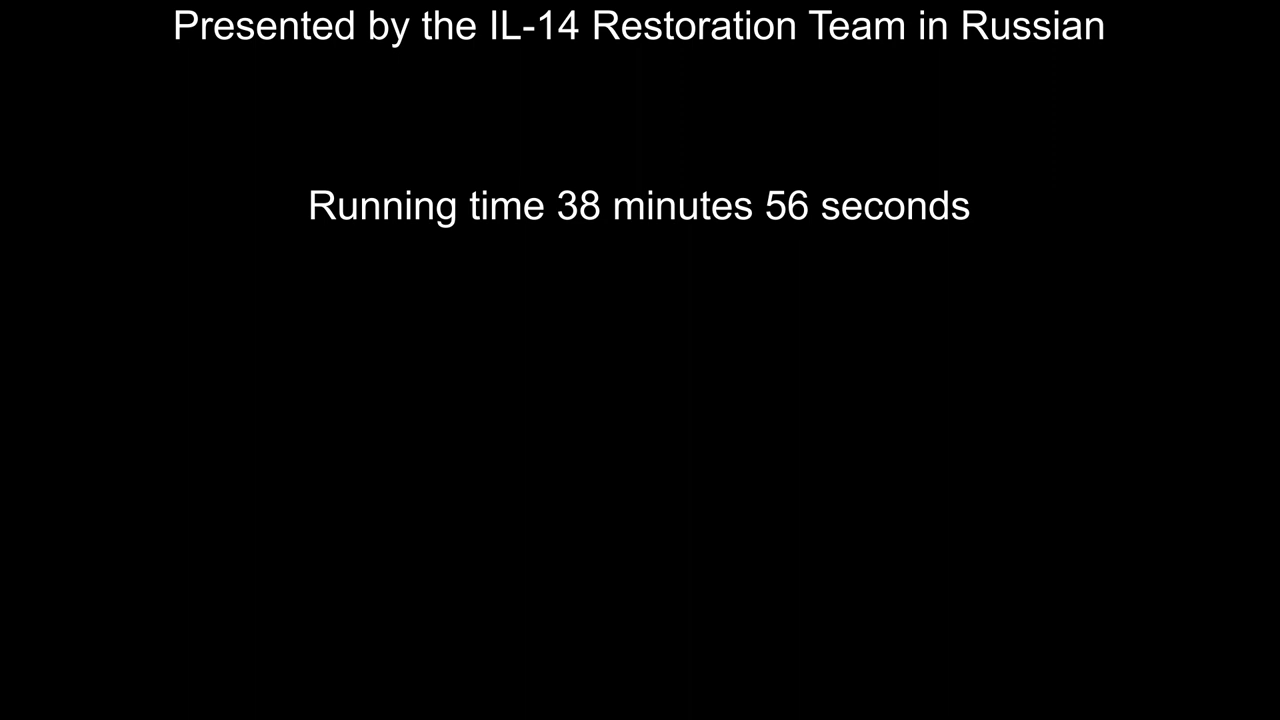 Presented by the IL-14 Restoration Team in Russian
Running time 38 minutes 56 seconds